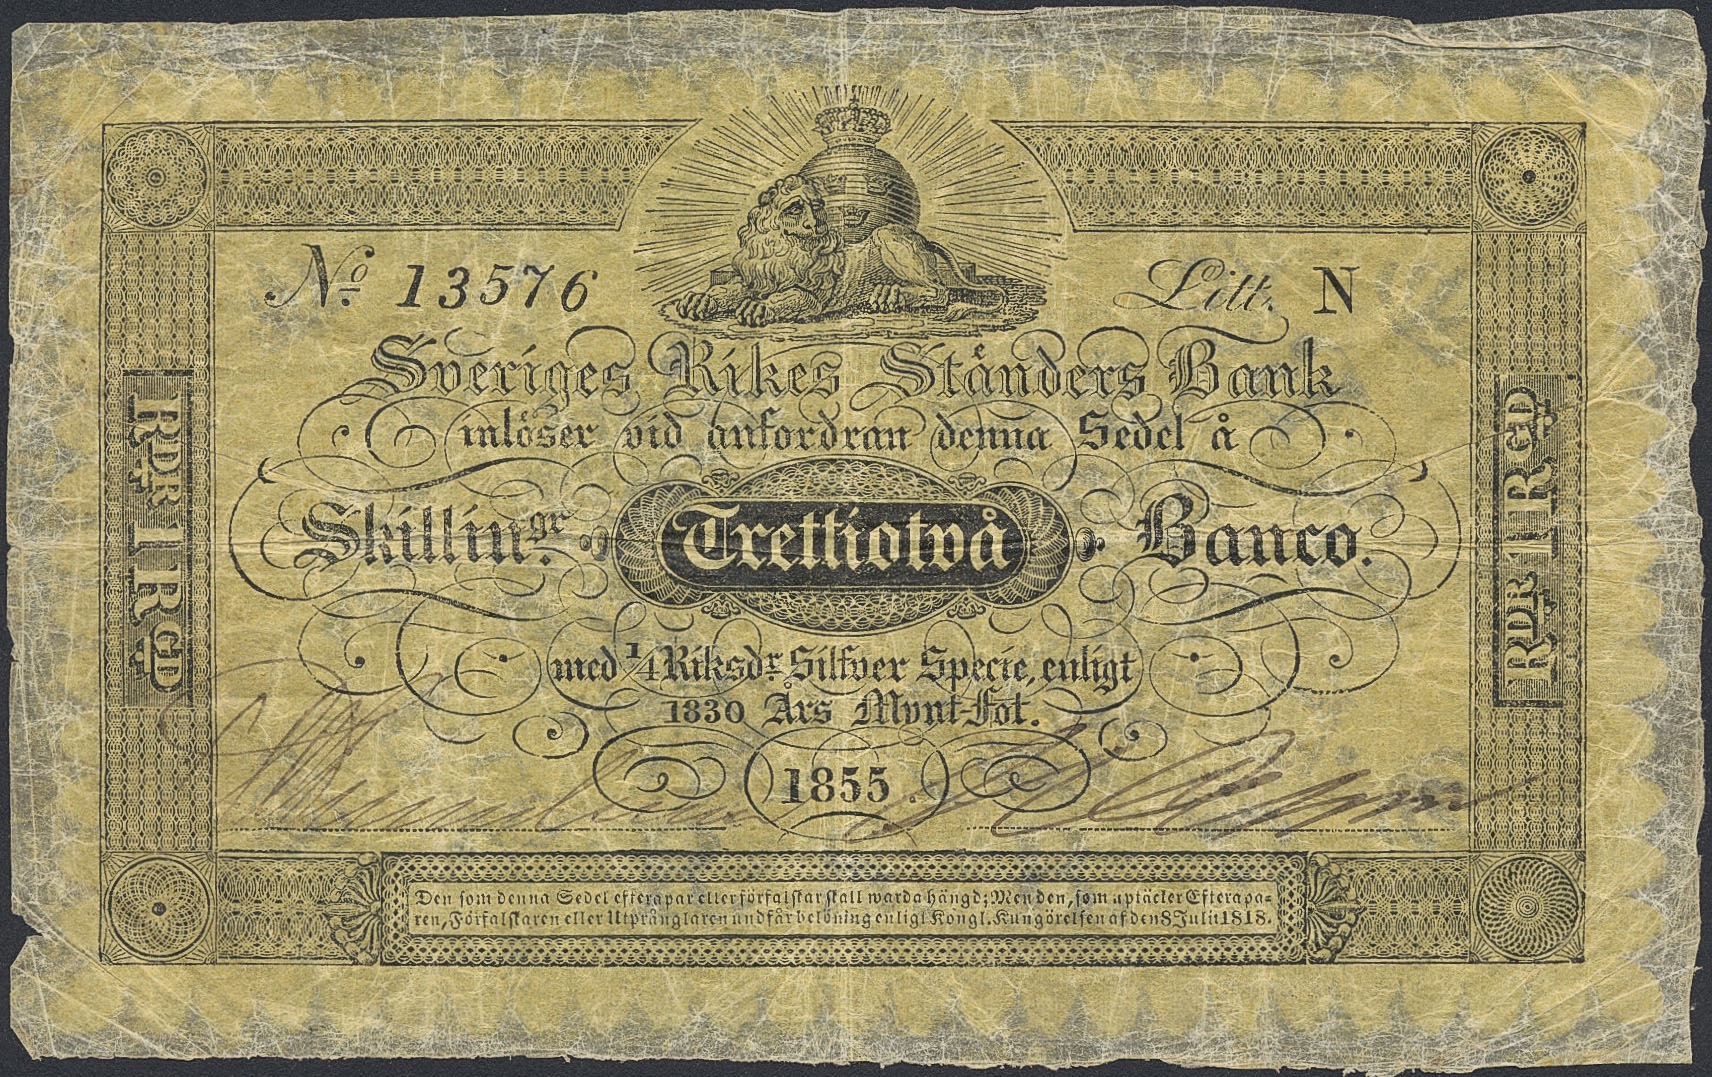 No. 13576 Litt. N
Sveriges Rikes Ständers Bank
inlöser vid anfordran denna Sedel å
Skillingr Trettiotvå Banco.
med 1/4 Riksdr Silfver Specie, enligt
1830 Års Mynt-Fot.
1855.
Den som denna Sedel efterapar eller förfalskar skall warda hängd; Men den, som uptäcker Efterapa-
ren, Förfalskaren eller Utprånglaren undfår belöning enligt Kongl. Kungörelsen af den 8 Julii 1818.
RDR 1 RGD
RDR 1 RGD